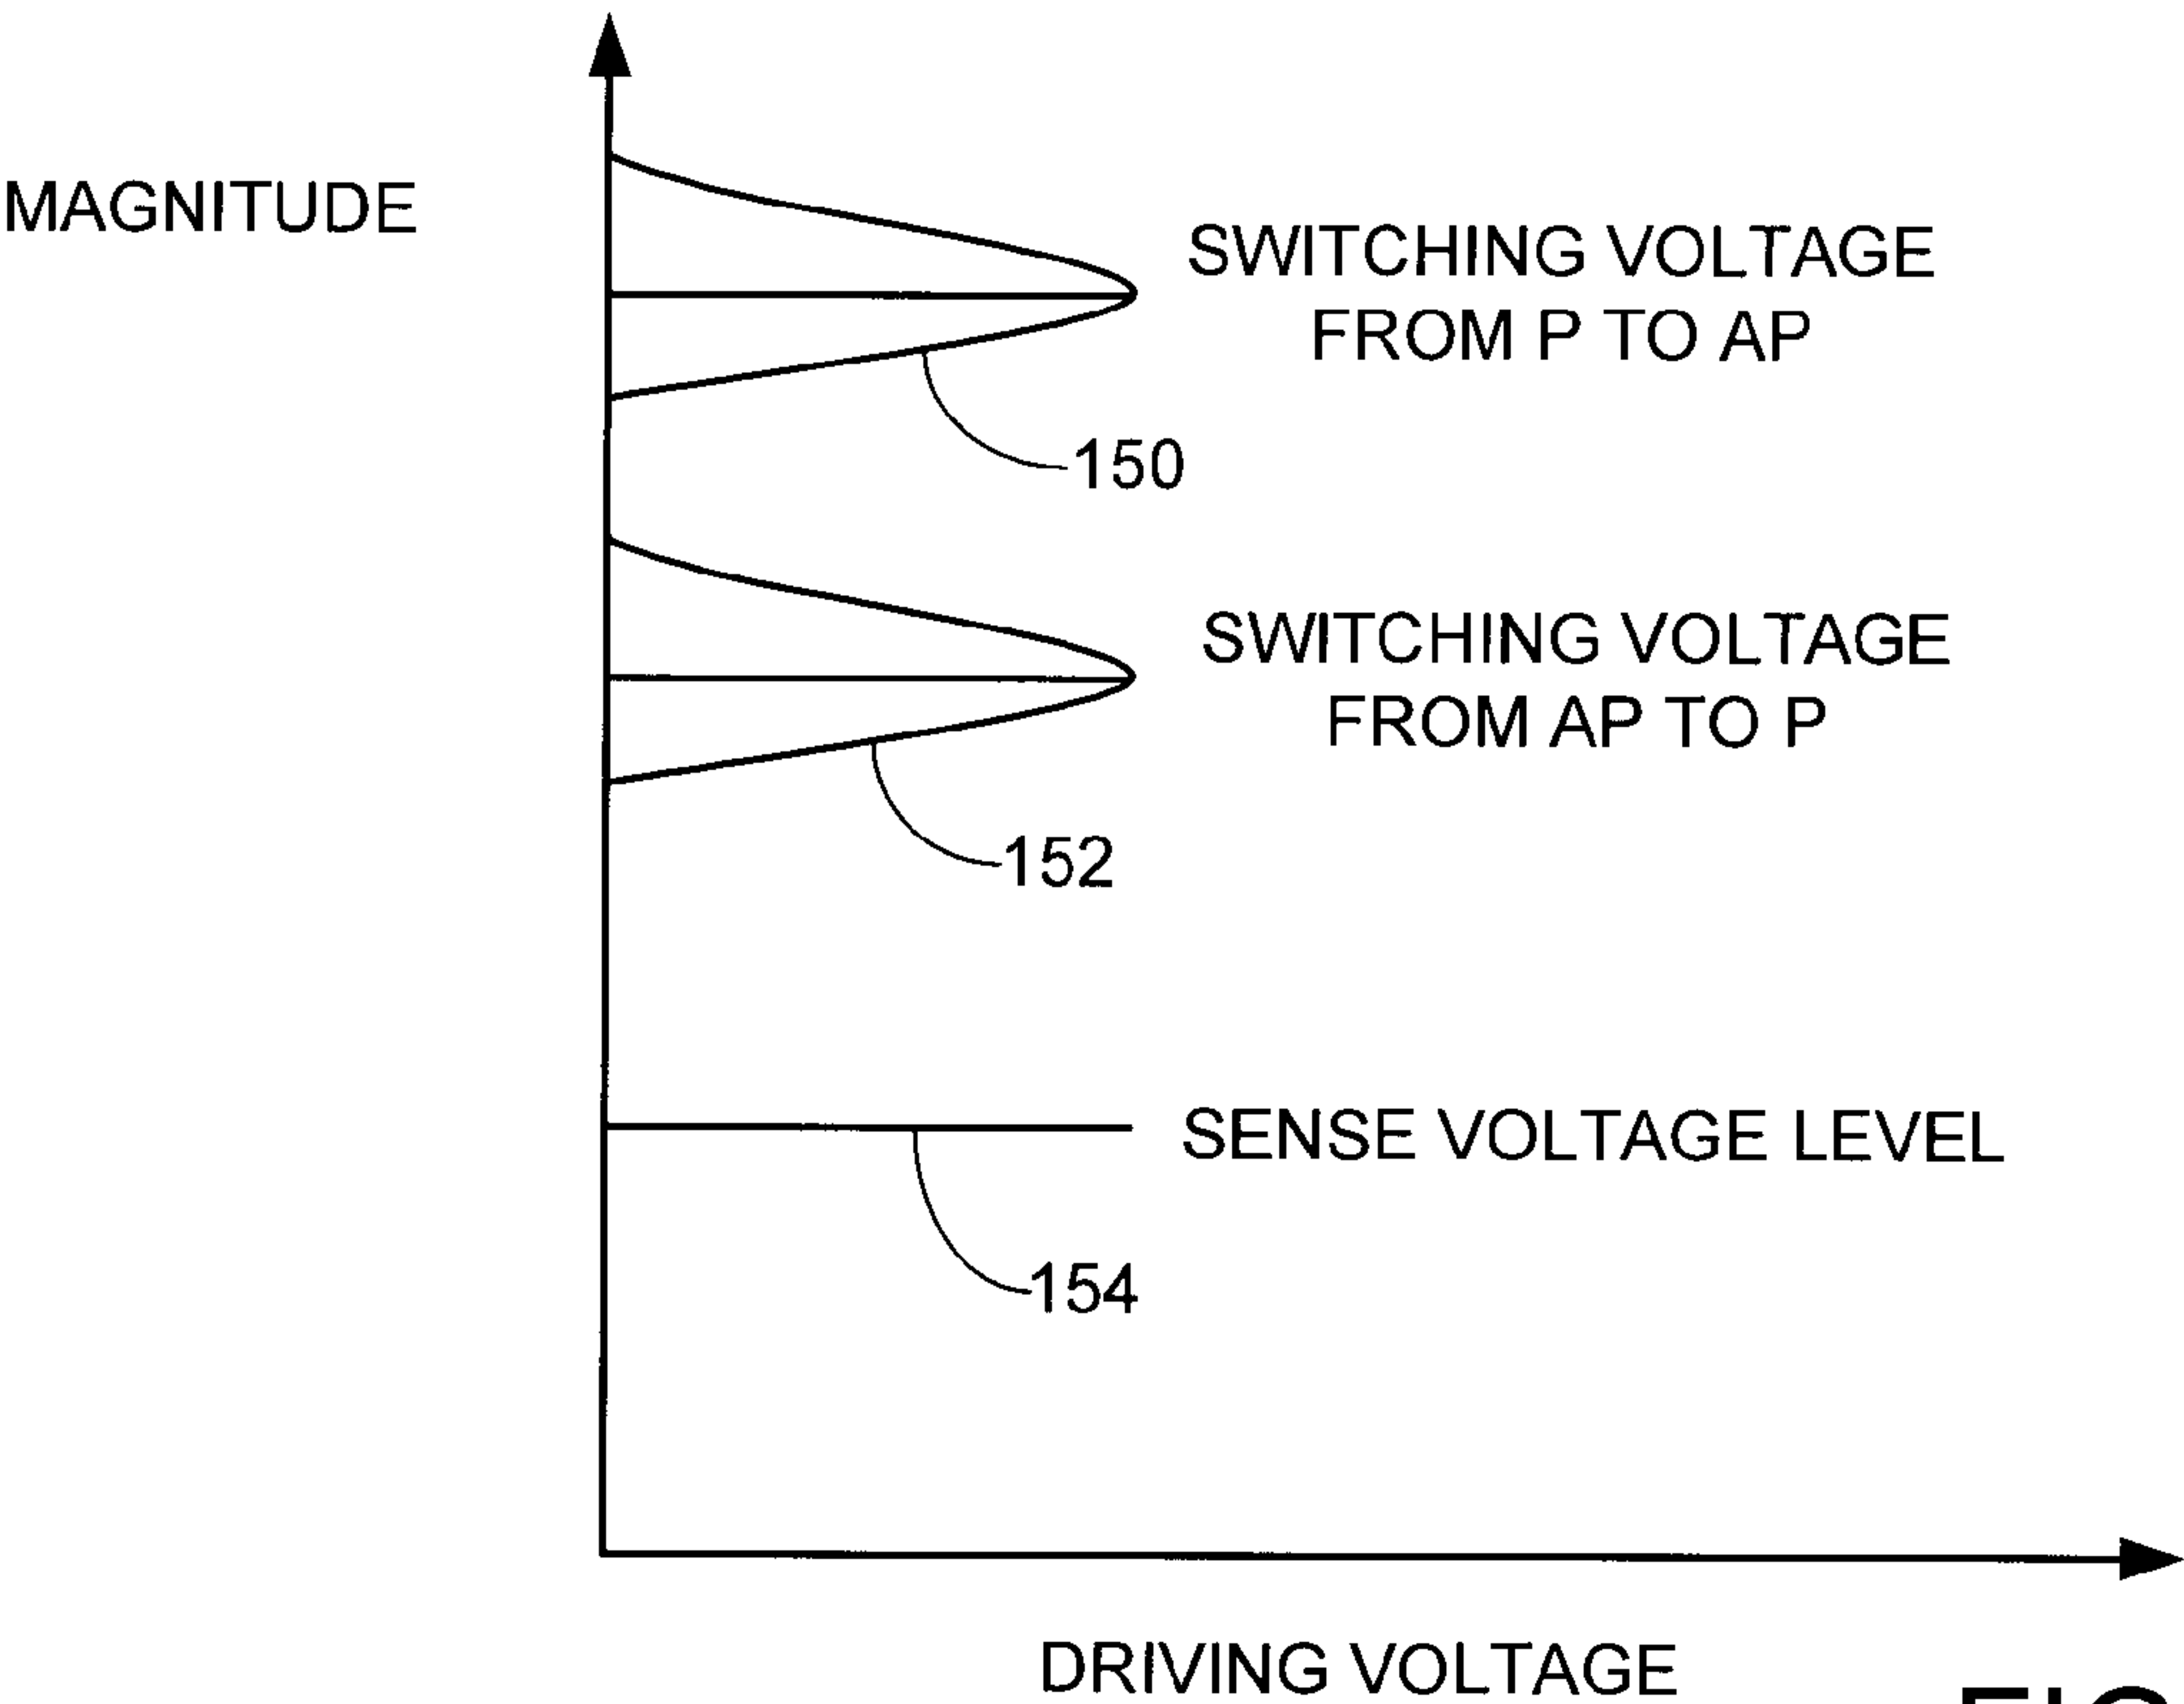 MAGNITUDE
SWITCHING VOLTAGE
FROM P TO AP
150
SWITCHING VOLTAGE
FROM AP TO P
152
SENSE VOLTAGE LEVEL
154
DRIVING VOLTAGE